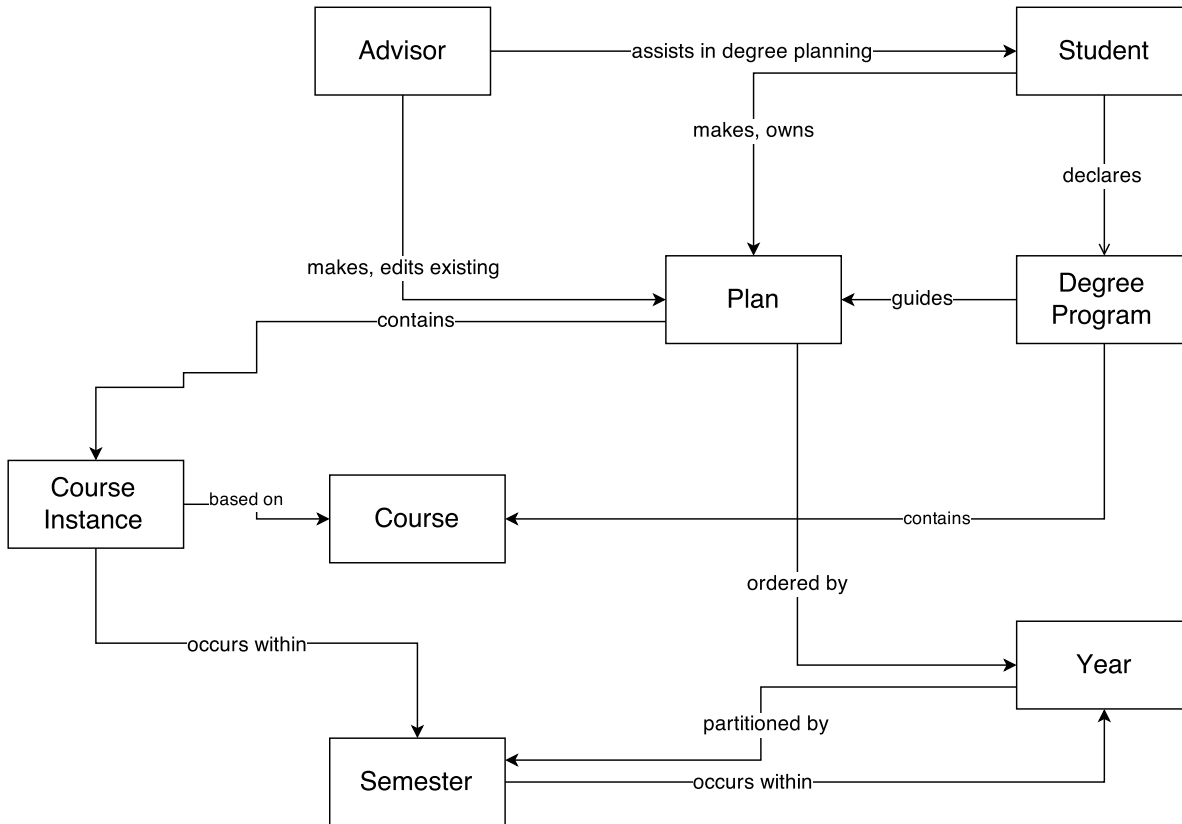 Advisor
assists in degree planning
Student
makes, owns
declares
makes, edits existing
Plan
guides
Degree
Program
contains
Course
Instance
based on
Course
contains
ordered by
occurs within
Year
partitioned by
Semester
occurs within